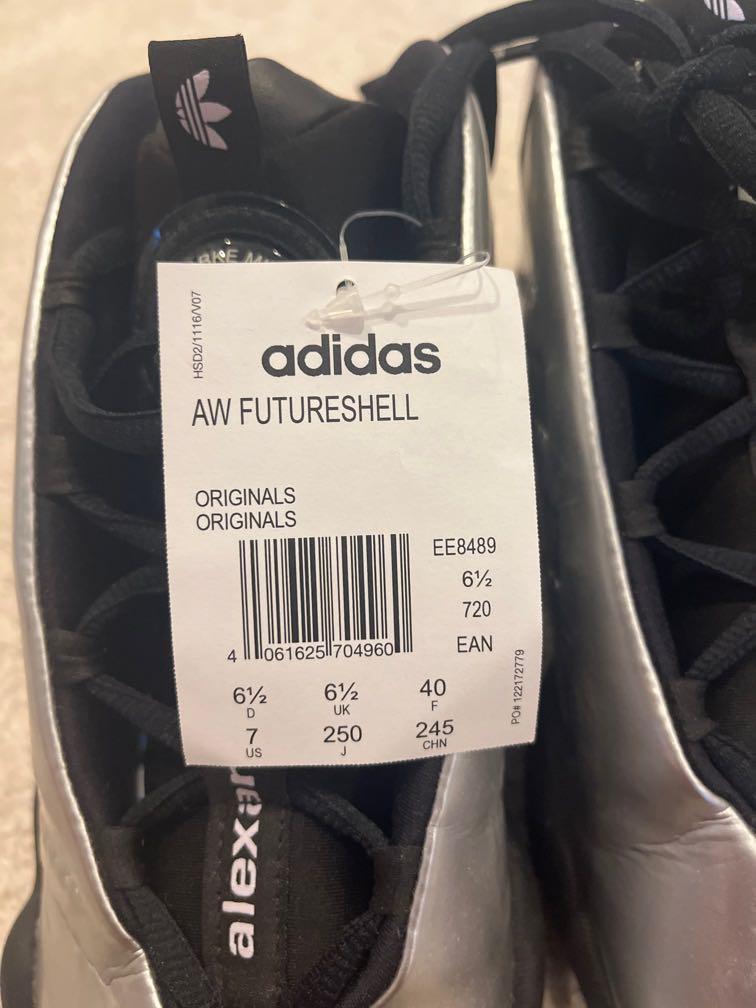 HSD2/1116/V07
adidas
AW FUTURESHELL
ORIGINALS
ORIGINALS
EE8489
6½
720
EAN
4 061625 704960
PO# 122172779
6½ 6½ 40
D UK F
7 250 245
US J CHN